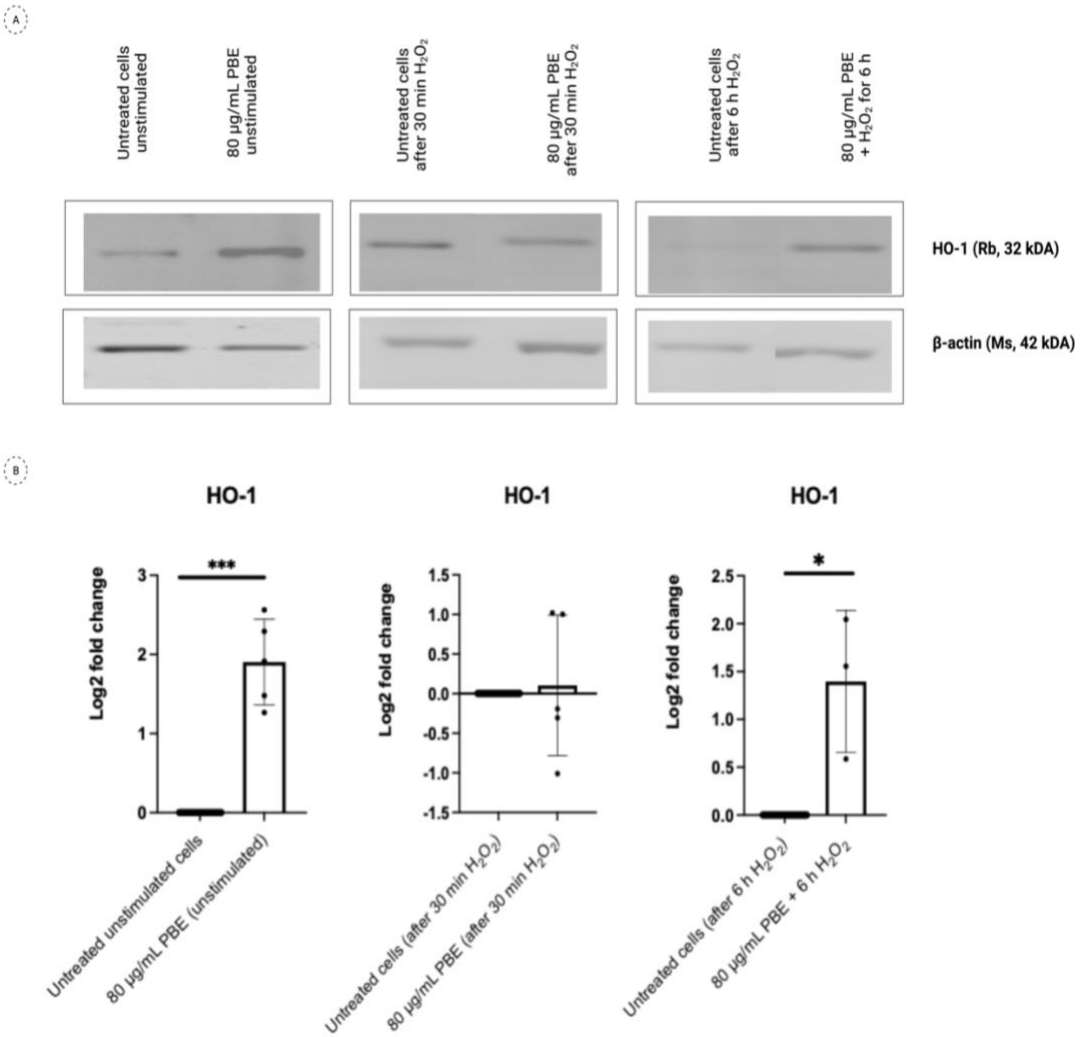 A
Untreated cells
unstimulated
80 µg/mL PBE
unstimulated
Untreated cells
after 30 min H₂O₂
80 µg/mL PBE
after 30 min H₂O₂
Untreated cells
after 6 h H₂O₂
80 µg/mL PBE
+ H₂O₂ for 6 h
HO-1 (Rb, 32 kDA)
β-actin (Ms, 42 kDA)
B
HO-1
***
Log2 fold change
3
2
1
0
Untreated unstimulated cells
80 µg/mL PBE (unstimulated)
HO-1
Log2 fold change
1.5
1.0
0.5
0.0
-0.5
-1.0
-1.5
Untreated cells (after 30 min H₂O₂)
80 µg/mL PBE (after 30 min H₂O₂)
HO-1
*
Log2 fold change
2.5
2.0
1.5
1.0
0.5
0.0
Untreated cells (after 6 h H₂O₂)
80 µg/mL PBE + 6 h H₂O₂